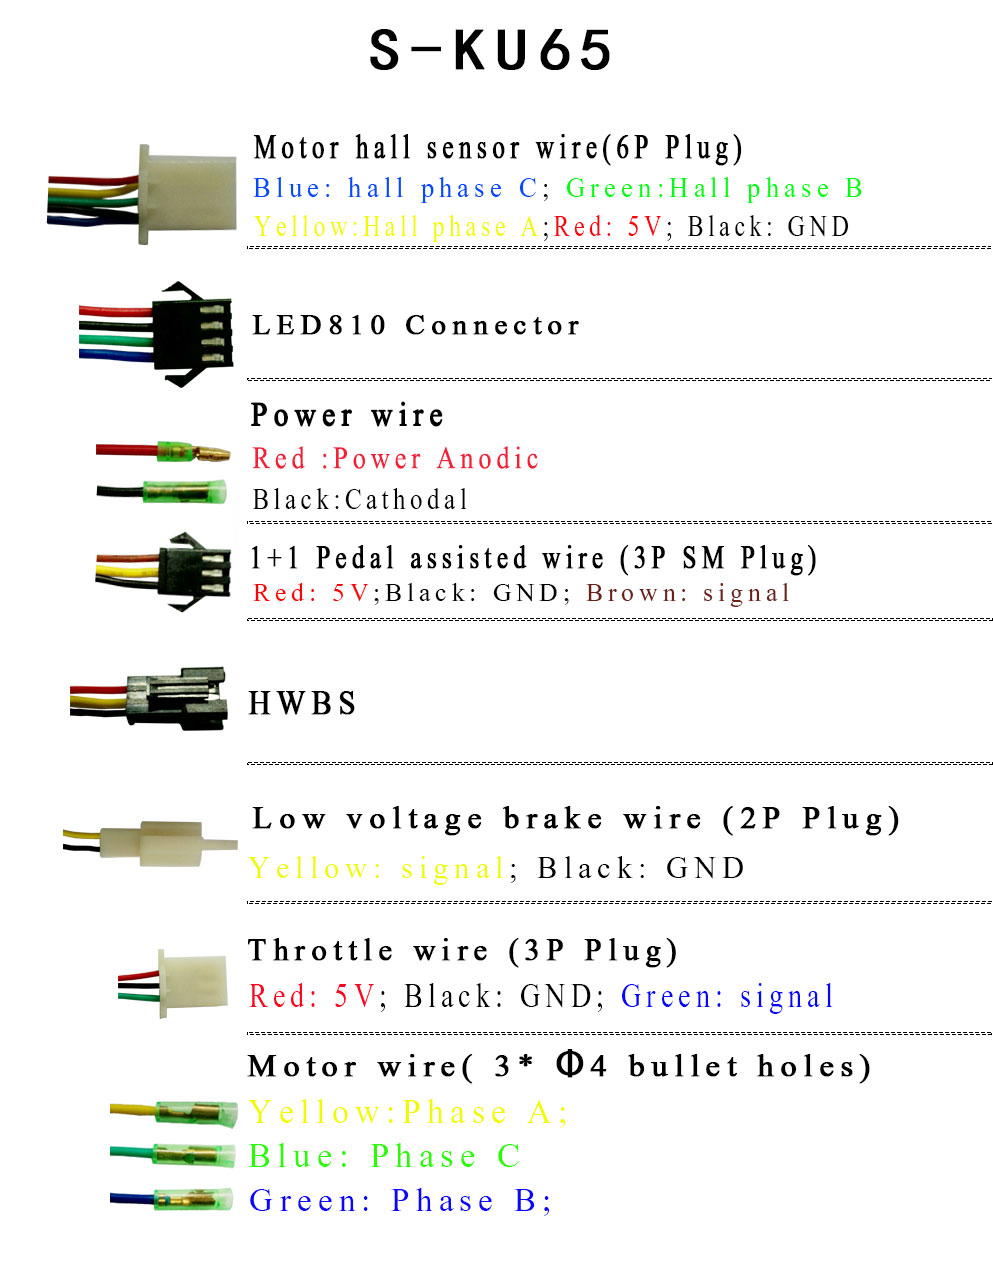 S-KU65
Motor hall sensor wire(6P Plug)
Blue: hall phase C; Green:Hall phase B
Yellow:Hall phase A;Red: 5V; Black: GND
LED810 Connector
Power wire
Red :Power Anodic
Black:Cathodal
1+1 Pedal assisted wire (3P SM Plug)
Red: 5V;Black: GND; Brown: signal
HWBS
Low voltage brake wire (2P Plug)
Yellow: signal; Black: GND
Throttle wire (3P Plug)
Red: 5V; Black: GND; Green: signal
Motor wire( 3* Φ4 bullet holes)
Yellow:Phase A;
Blue: Phase C
Green: Phase B;